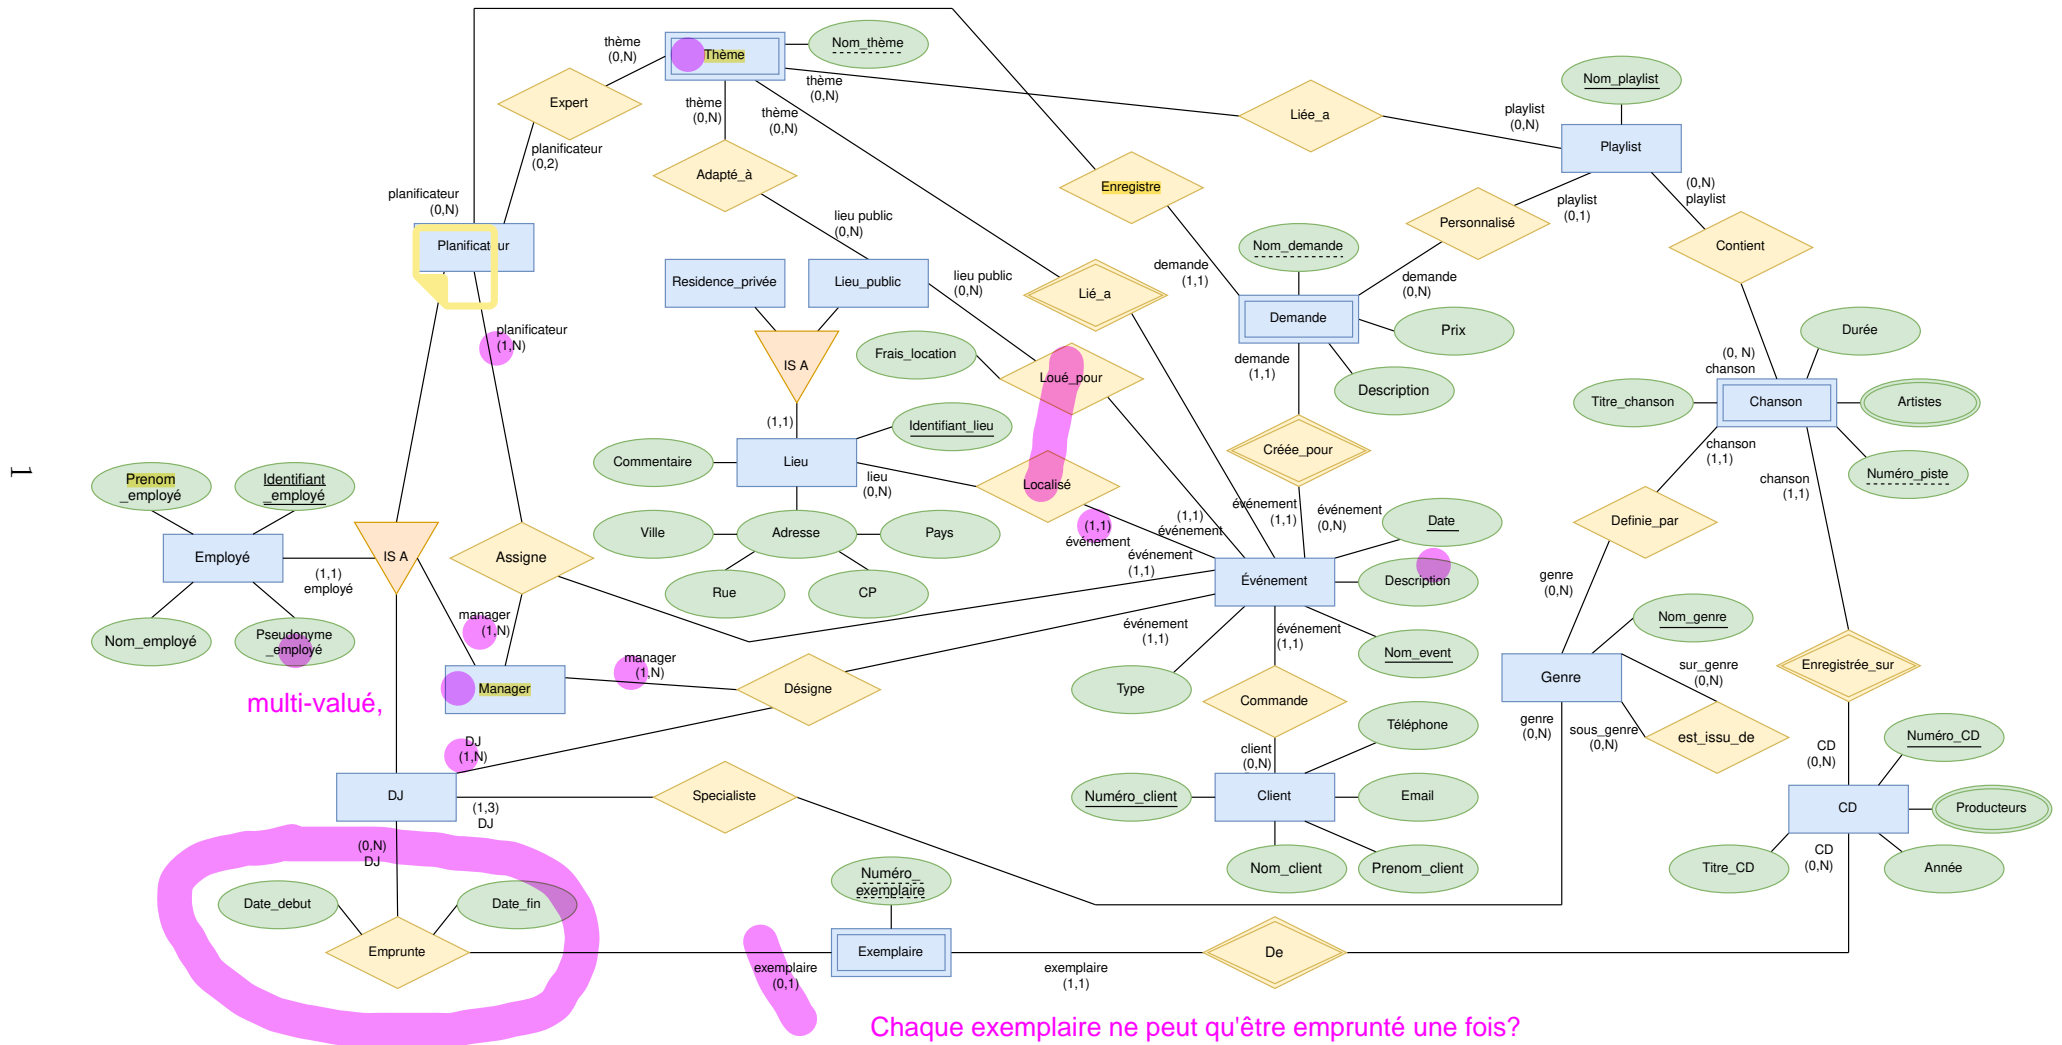 thème
(0,N)
Thème
Nom_thème
Expert
thème
(0,N)
thème
(0,N)
thème
(0,N)
Liée_a
playlist
(0,N)
Nom_playlist
Playlist
planificateur
(0,2)
Adapté_à
Enregistre
(0,N)
playlist
playlist
(0,1)
Personnalisé
Contient
planificateur
(0,N)
Planificateur
lieu public
(0,N)
Nom_demande
Residence_privée
Lieu_public
lieu public
(0,N)
Lié_a
demande
(1,1)
demande
(0,N)
Demande
Prix
Durée
planificateur
(1,N)
IS A
Frais_location
Loué_pour
demande
(1,1)
Description
(0, N)
chanson
Titre_chanson
Chanson
Artistes
(1,1)
Identifiant_lieu
Créée_pour
chanson
(1,1)
chanson
(1,1)
Numéro_piste
Commentaire
Lieu
lieu
(0,N)
Localisé
1
Prenom
_employé
Identifiant
_employé
Ville
Adresse
Pays
(1,1)
événement
(1,1)
événement
événement
(1,1)
événement
(0,N)
Date
Definie_par
Employé
(1,1)
employé
IS A
Assigne
Rue
CP
événement
(1,1)
Événement
Description
genre
(0,N)
Nom_genre
Nom_employé
Pseudonyme
_employé
manager
(1,N)
événement
(1,1)
événement
(1,1)
Nom_event
multi-valué,
Manager
manager
(1,N)
Désigne
Type
Commande
Genre
sur_genre
(0,N)
Enregistrée_sur
DJ
(1,N)
Téléphone
genre
(0,N)
sous_genre
(0,N)
est_issu_de
client
(0,N)
CD
(0,N)
Numéro_CD
DJ
(1,3)
DJ
Specialiste
Numéro_client
Client
Email
CD
Producteurs
(0,N)
DJ
Nom_client
Prenom_client
Titre_CD
CD
(0,N)
Année
Date_debut
Date_fin
Numéro_
exemplaire
Emprunte
exemplaire
(0,1)
Exemplaire
exemplaire
(1,1)
De
Chaque exemplaire ne peut qu'être emprunté une fois?